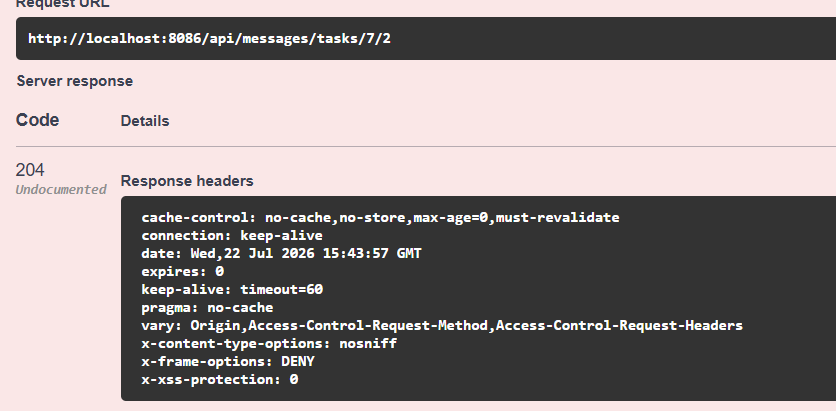 Request URL
http://localhost:8086/api/messages/tasks/7/2
Server response
Code Details
204
Undocumented
Response headers
cache-control: no-cache,no-store,max-age=0,must-revalidate
connection: keep-alive
date: Wed,22 Jul 2026 15:43:57 GMT
expires: 0
keep-alive: timeout=60
pragma: no-cache
vary: Origin,Access-Control-Request-Method,Access-Control-Request-Headers
x-content-type-options: nosniff
x-frame-options: DENY
x-xss-protection: 0